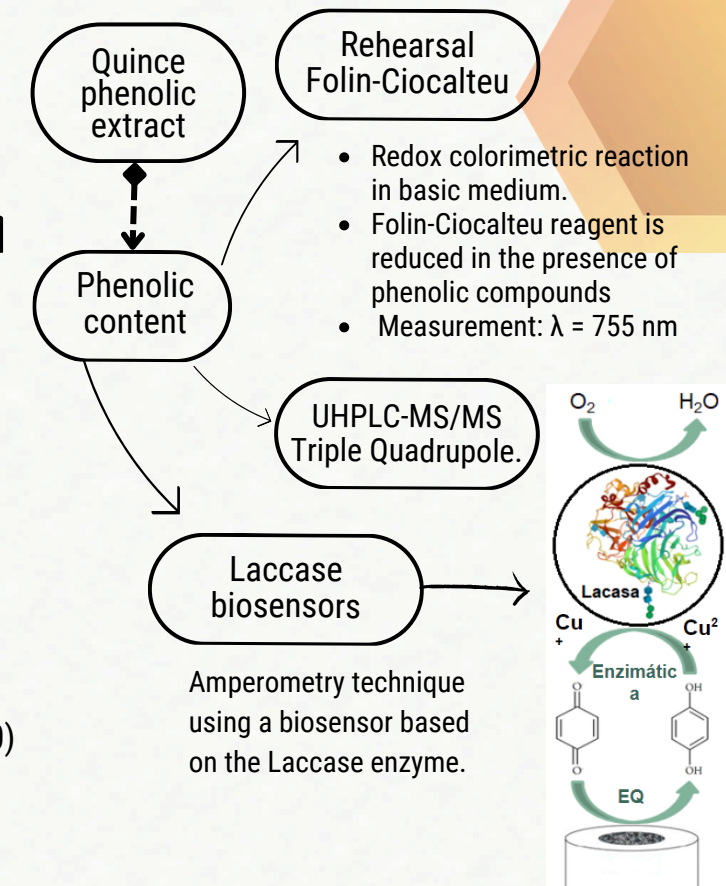 Quince
phenolic
extract
Rehearsal
Folin-Ciocalteu
• Redox colorimetric reaction
in basic medium.
• Folin-Ciocalteu reagent is
reduced in the presence of
phenolic compounds
• Measurement: λ = 755 nm
Phenolic
content
UHPLC-MS/MS
Triple Quadrupole.
Laccase
biosensors
Amperometry technique
using a biosensor based
on the Laccase enzyme.
O₂
H₂O
Lacasa
Cu
+
Cu²
+
Enzimátic
a
O
O
OH
OH
EQ
)